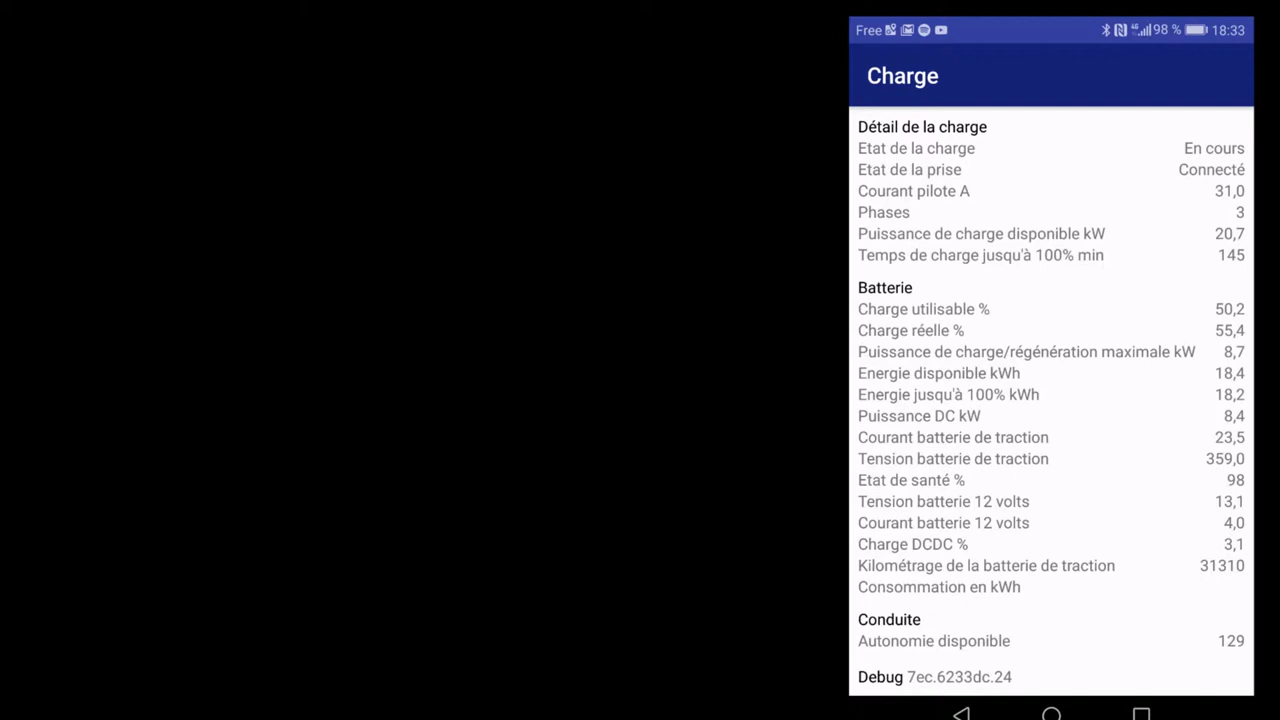 Free 4G 98 % 18:33
Charge
Détail de la charge
Etat de la charge En cours
Etat de la prise Connecté
Courant pilote A 31,0
Phases 3
Puissance de charge disponible kW 20,7
Temps de charge jusqu'à 100% min 145
Batterie
Charge utilisable % 50,2
Charge réelle % 55,4
Puissance de charge/régénération maximale kW 8,7
Energie disponible kWh 18,4
Energie jusqu'à 100% kWh 18,2
Puissance DC kW 8,4
Courant batterie de traction 23,5
Tension batterie de traction 359,0
Etat de santé % 98
Tension batterie 12 volts 13,1
Courant batterie 12 volts 4,0
Charge DCDC % 3,1
Kilométrage de la batterie de traction 31310
Consommation en kWh
Conduite
Autonomie disponible 129
Debug 7ec.6233dc.24